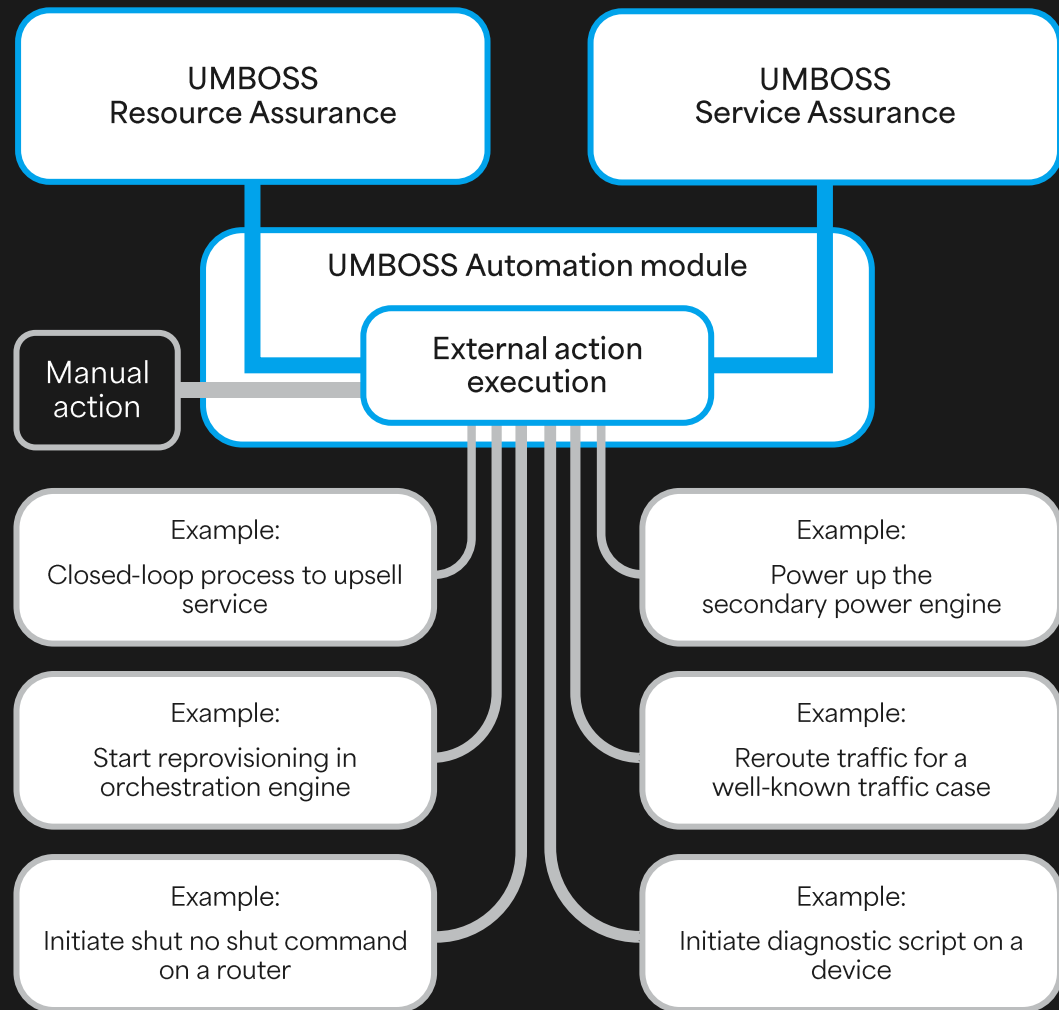 UMBOSS
Resource Assurance
UMBOSS
Service Assurance
UMBOSS Automation module
External action
execution
Manual
action
Example:
Closed-loop process to upsell
service
Example:
Power up the
secondary power engine
Example:
Start reprovisioning in
orchestration engine
Example:
Reroute traffic for a
well-known traffic case
Example:
Initiate shut no shut command
on a router
Example:
Initiate diagnostic script on a
device